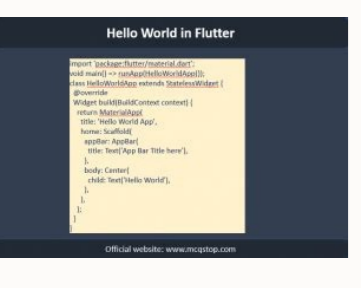 Hello World in Flutter
import 'package:flutter/material.dart';
void main() => runApp(HelloWorldApp());
class HelloWorldApp extends StatelessWidget {
@override
Widget build(BuildContext context) {
return MaterialApp(
title: 'Hello World App',
home: Scaffold(
appBar: AppBar(
title: Text('App Bar Title here'),
),
body: Center(
child: Text('Hello World'),
),
),
);
}
}
Official website: www.mcqstop.com